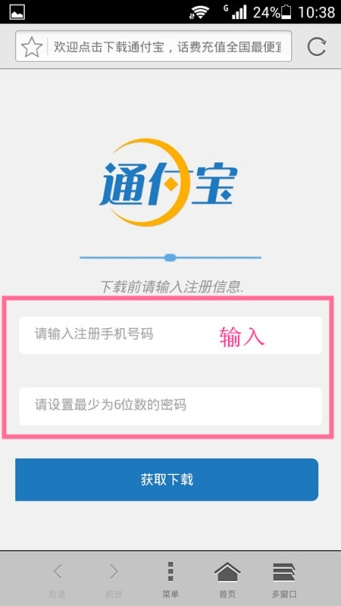 G 24% 10:38
欢迎点击下载通付宝，话费充值全国最便宜
通付宝
下载前请输入注册信息.
请输入注册手机号码 输入
请设置最少为6位数的密码
获取下载
后退 前进 菜单 首页 多窗口